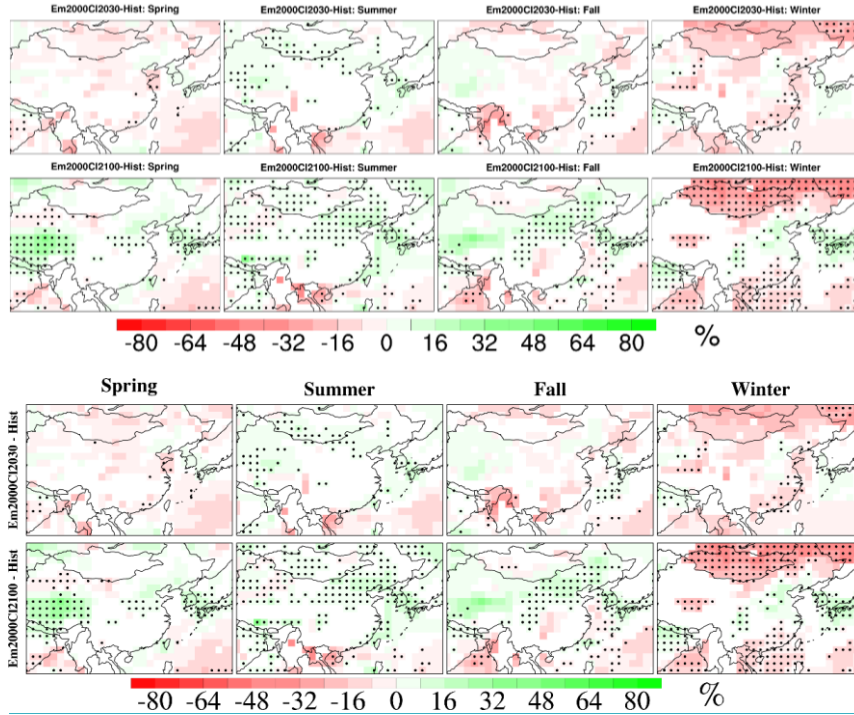 Em2000Cl2030-Hist: Spring Em2000Cl2030-Hist: Summer Em2000Cl2030-Hist: Fall Em2000Cl2030-Hist: Winter
Em2000Cl2100-Hist: Spring Em2000Cl2100-Hist: Summer Em2000Cl2100-Hist: Fall Em2000Cl2100-Hist: Winter
-80 -64 -48 -32 -16 0 16 32 48 64 80 %
Spring Summer Fall Winter
Em2000Cl2030 - Hist
Em2000Cl2100 - Hist
-80 -64 -48 -32 -16 0 16 32 48 64 80 %